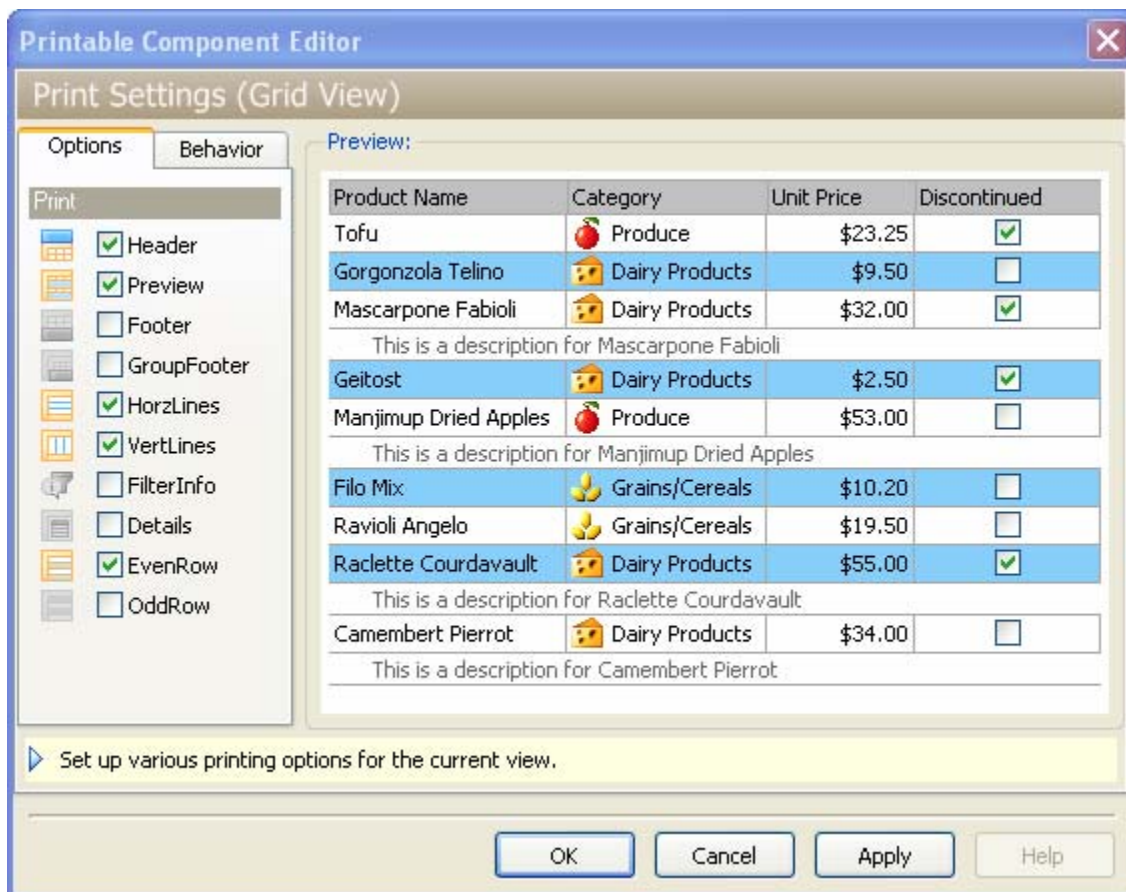 Printable Component Editor
Print Settings (Grid View)
Options Behavior
Print
Header
Preview
Footer
GroupFooter
HorzLines
VertLines
FilterInfo
Details
EvenRow
OddRow
Preview:
Product Name Category Unit Price Discontinued
Tofu Produce $23.25
Gorgonzola Telino Dairy Products $9.50
Mascarpone Fabioli Dairy Products $32.00
This is a description for Mascarpone Fabioli
Geitost Dairy Products $2.50
Manjimup Dried Apples Produce $53.00
This is a description for Manjimup Dried Apples
Filo Mix Grains/Cereals $10.20
Ravioli Angelo Grains/Cereals $19.50
Raclette Courdavault Dairy Products $55.00
This is a description for Raclette Courdavault
Camembert Pierrot Dairy Products $34.00
This is a description for Camembert Pierrot
Set up various printing options for the current view.
OK Cancel Apply Help